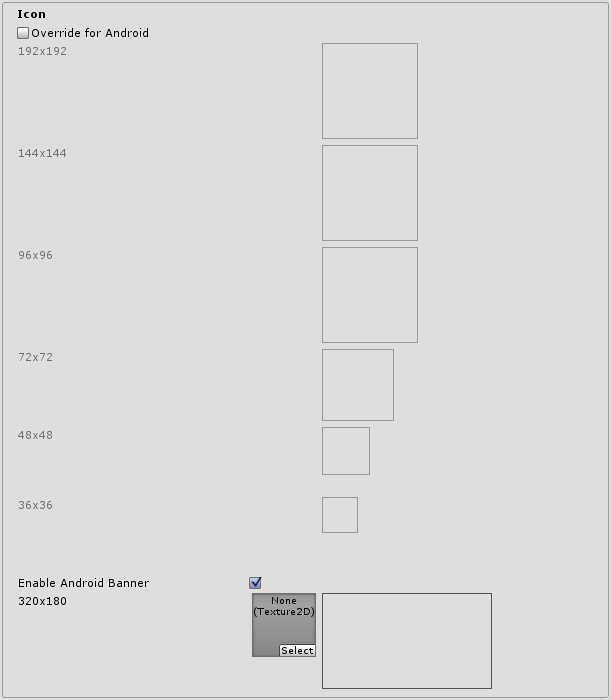 Icon
Override for Android
192x192
144x144
96x96
72x72
48x48
36x36
Enable Android Banner
320x180
None
(Texture2D)
Select